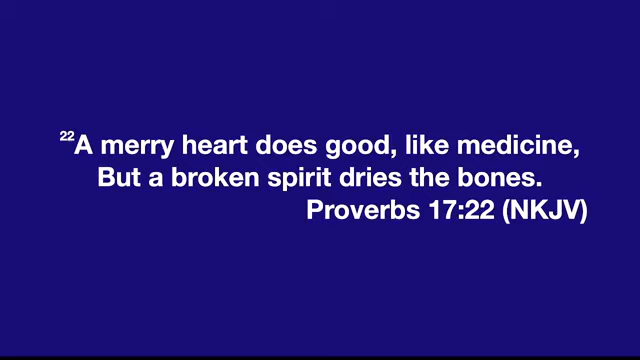 ²²A merry heart does good, like medicine,
But a broken spirit dries the bones.
Proverbs 17:22 (NKJV)